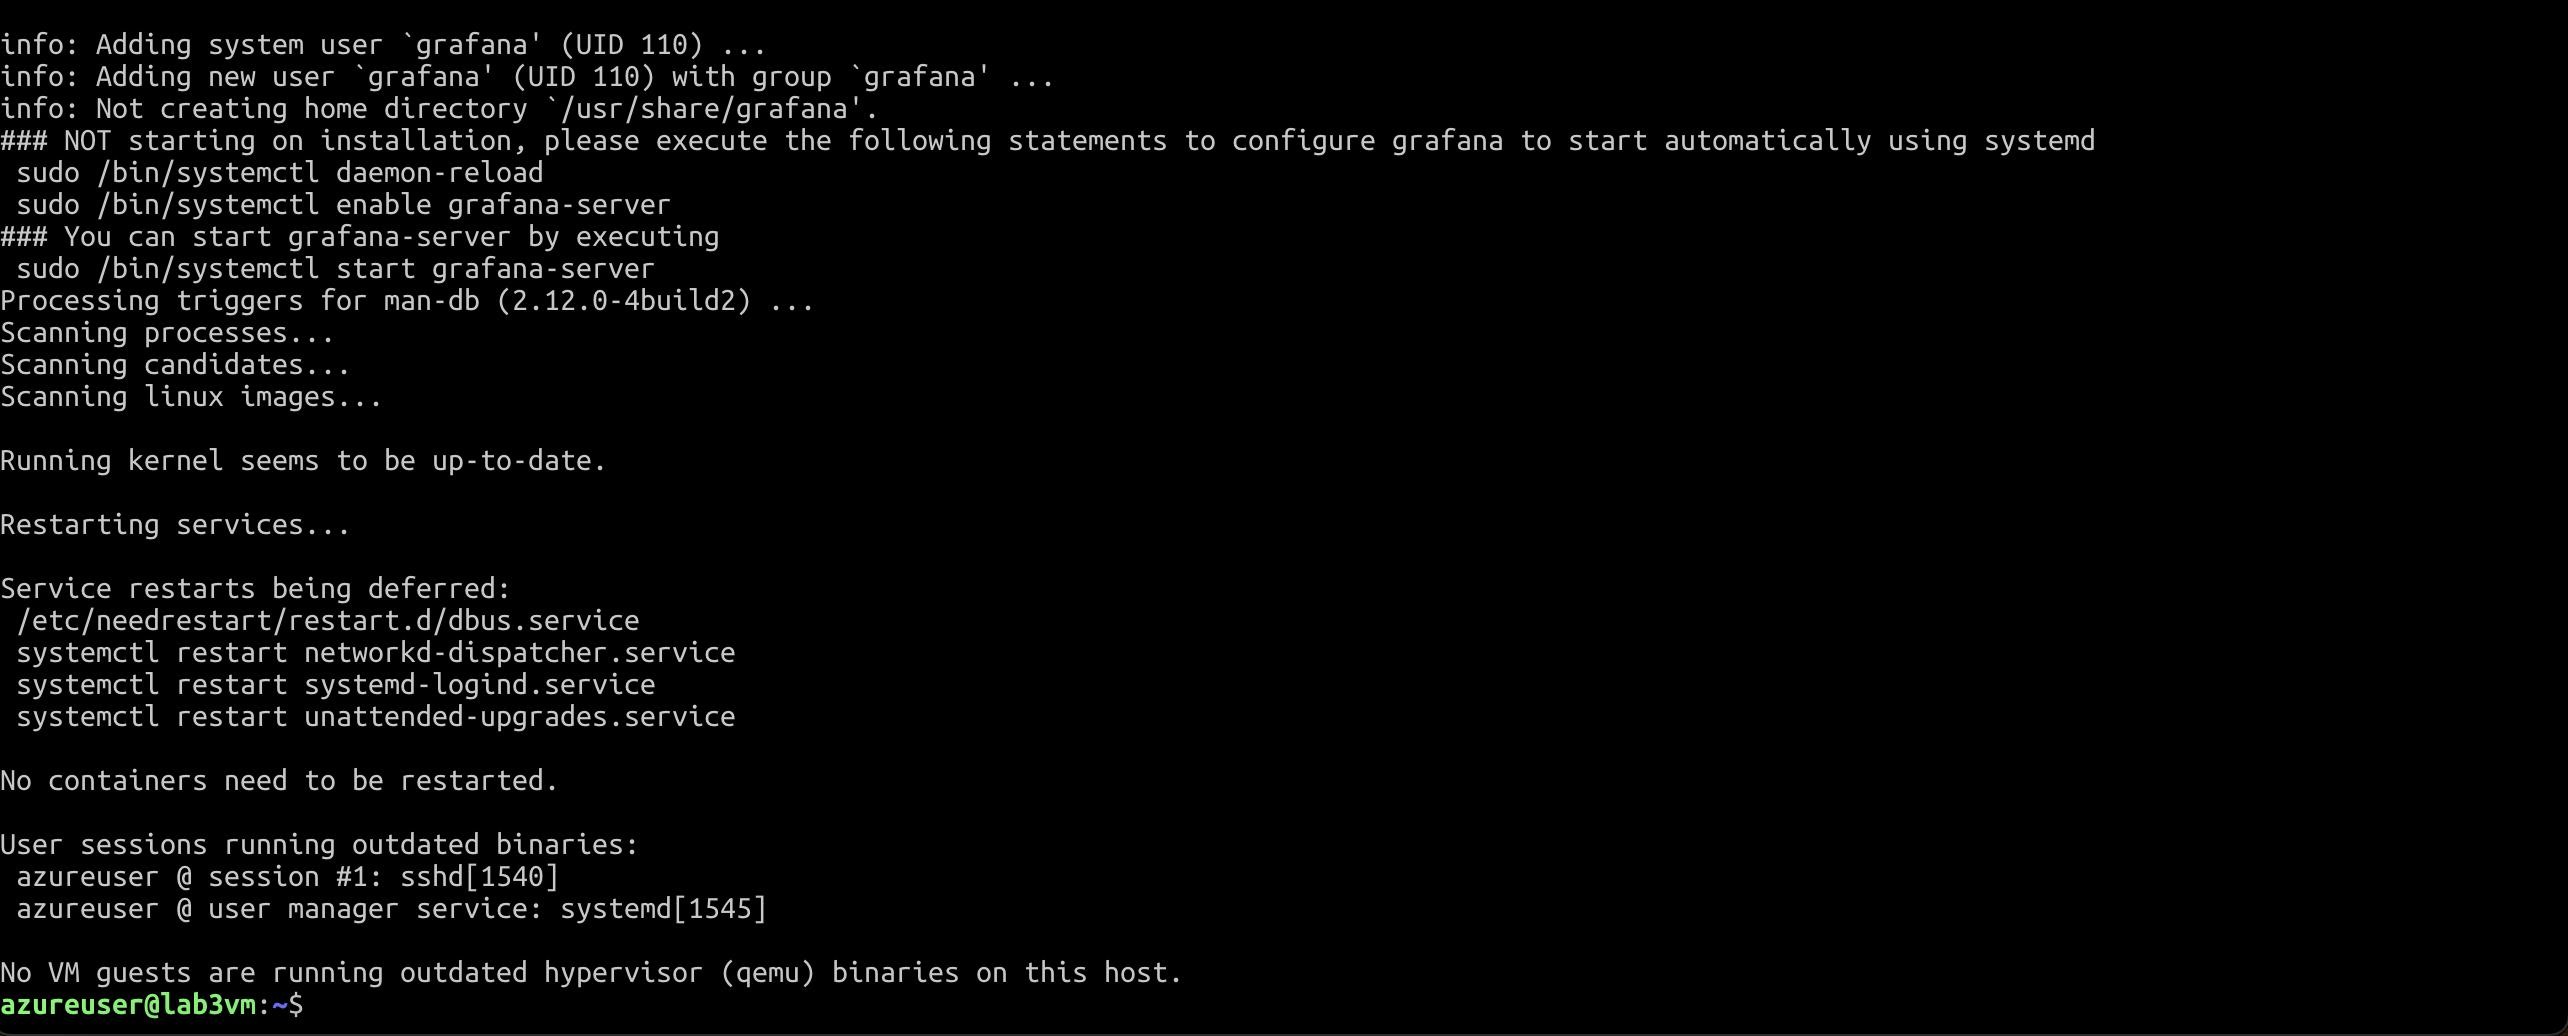 info: Adding system user `grafana' (UID 110) ...
info: Adding new user `grafana' (UID 110) with group `grafana' ...
info: Not creating home directory `/usr/share/grafana'.
### NOT starting on installation, please execute the following statements to configure grafana to start automatically using systemd
 sudo /bin/systemctl daemon-reload
 sudo /bin/systemctl enable grafana-server
### You can start grafana-server by executing
 sudo /bin/systemctl start grafana-server
Processing triggers for man-db (2.12.0-4build2) ...
Scanning processes...
Scanning candidates...
Scanning linux images...

Running kernel seems to be up-to-date.

Restarting services...

Service restarts being deferred:
 /etc/needrestart/restart.d/dbus.service
 systemctl restart networkd-dispatcher.service
 systemctl restart systemd-logind.service
 systemctl restart unattended-upgrades.service

No containers need to be restarted.

User sessions running outdated binaries:
 azureuser @ session #1: sshd[1540]
 azureuser @ user manager service: systemd[1545]

No VM guests are running outdated hypervisor (qemu) binaries on this host.
azureuser@lab3vm:~$